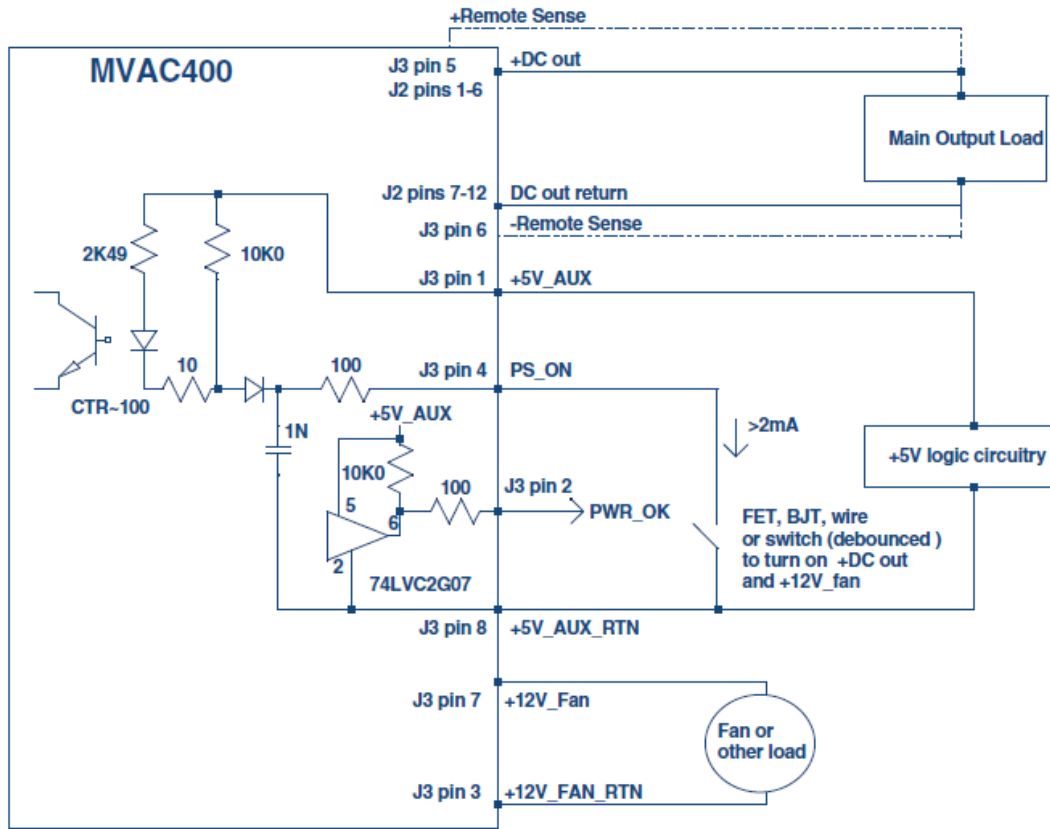 +Remote Sense
MVAC400
J3 pin 5
+DC out
J2 pins 1-6
Main Output Load
J2 pins 7-12
DC out return
J3 pin 6
-Remote Sense
2K49
10K0
J3 pin 1
+5V_AUX
10
100
J3 pin 4
PS_ON
CTR~100
+5V_AUX
1N
>2mA
+5V logic circuitry
10K0
100
J3 pin 2
PWR_OK
5
6
2
74LVC2G07
FET, BJT, wire
or switch (debounced )
to turn on +DC out
and +12V_fan
J3 pin 8
+5V_AUX_RTN
J3 pin 7
+12V_Fan
Fan or
other load
J3 pin 3
+12V_FAN_RTN